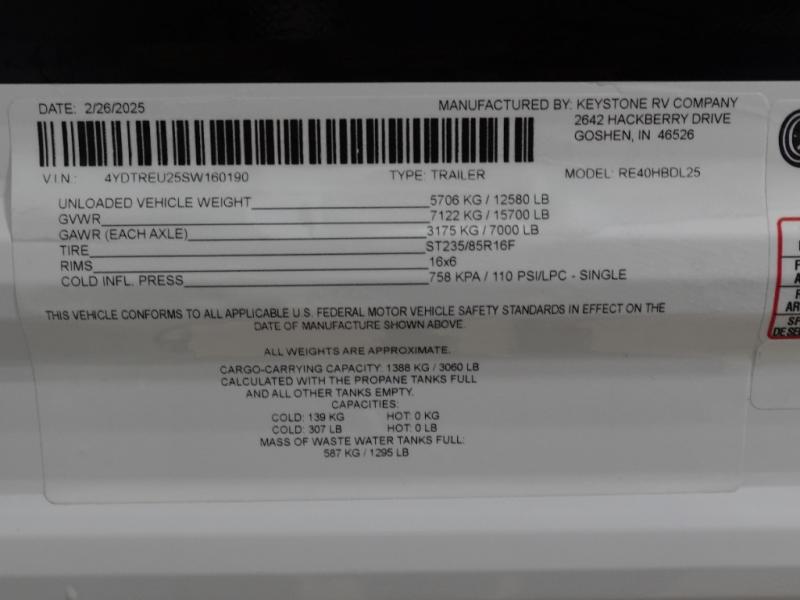 DATE: 2/26/2025
MANUFACTURED BY: KEYSTONE RV COMPANY
2642 HACKBERRY DRIVE
GOSHEN, IN 46526
V I N : 4YDTREU25SW160190 TYPE: TRAILER MODEL: RE40HBDL25
UNLOADED VEHICLE WEIGHT 5706 KG / 12580 LB
GVWR 7122 KG / 15700 LB
GAWR (EACH AXLE) 3175 KG / 7000 LB
TIRE ST235/85R16F
RIMS 16x6
COLD INFL. PRESS 758 KPA / 110 PSI/LPC - SINGLE
THIS VEHICLE CONFORMS TO ALL APPLICABLE U.S. FEDERAL MOTOR VEHICLE SAFETY STANDARDS IN EFFECT ON THE
DATE OF MANUFACTURE SHOWN ABOVE.
ALL WEIGHTS ARE APPROXIMATE.
CARGO-CARRYING CAPACITY: 1388 KG / 3060 LB
CALCULATED WITH THE PROPANE TANKS FULL
AND ALL OTHER TANKS EMPTY.
CAPACITIES:
COLD: 139 KG HOT: 0 KG
COLD: 307 LB HOT: 0 LB
MASS OF WASTE WATER TANKS FULL:
587 KG / 1295 LB